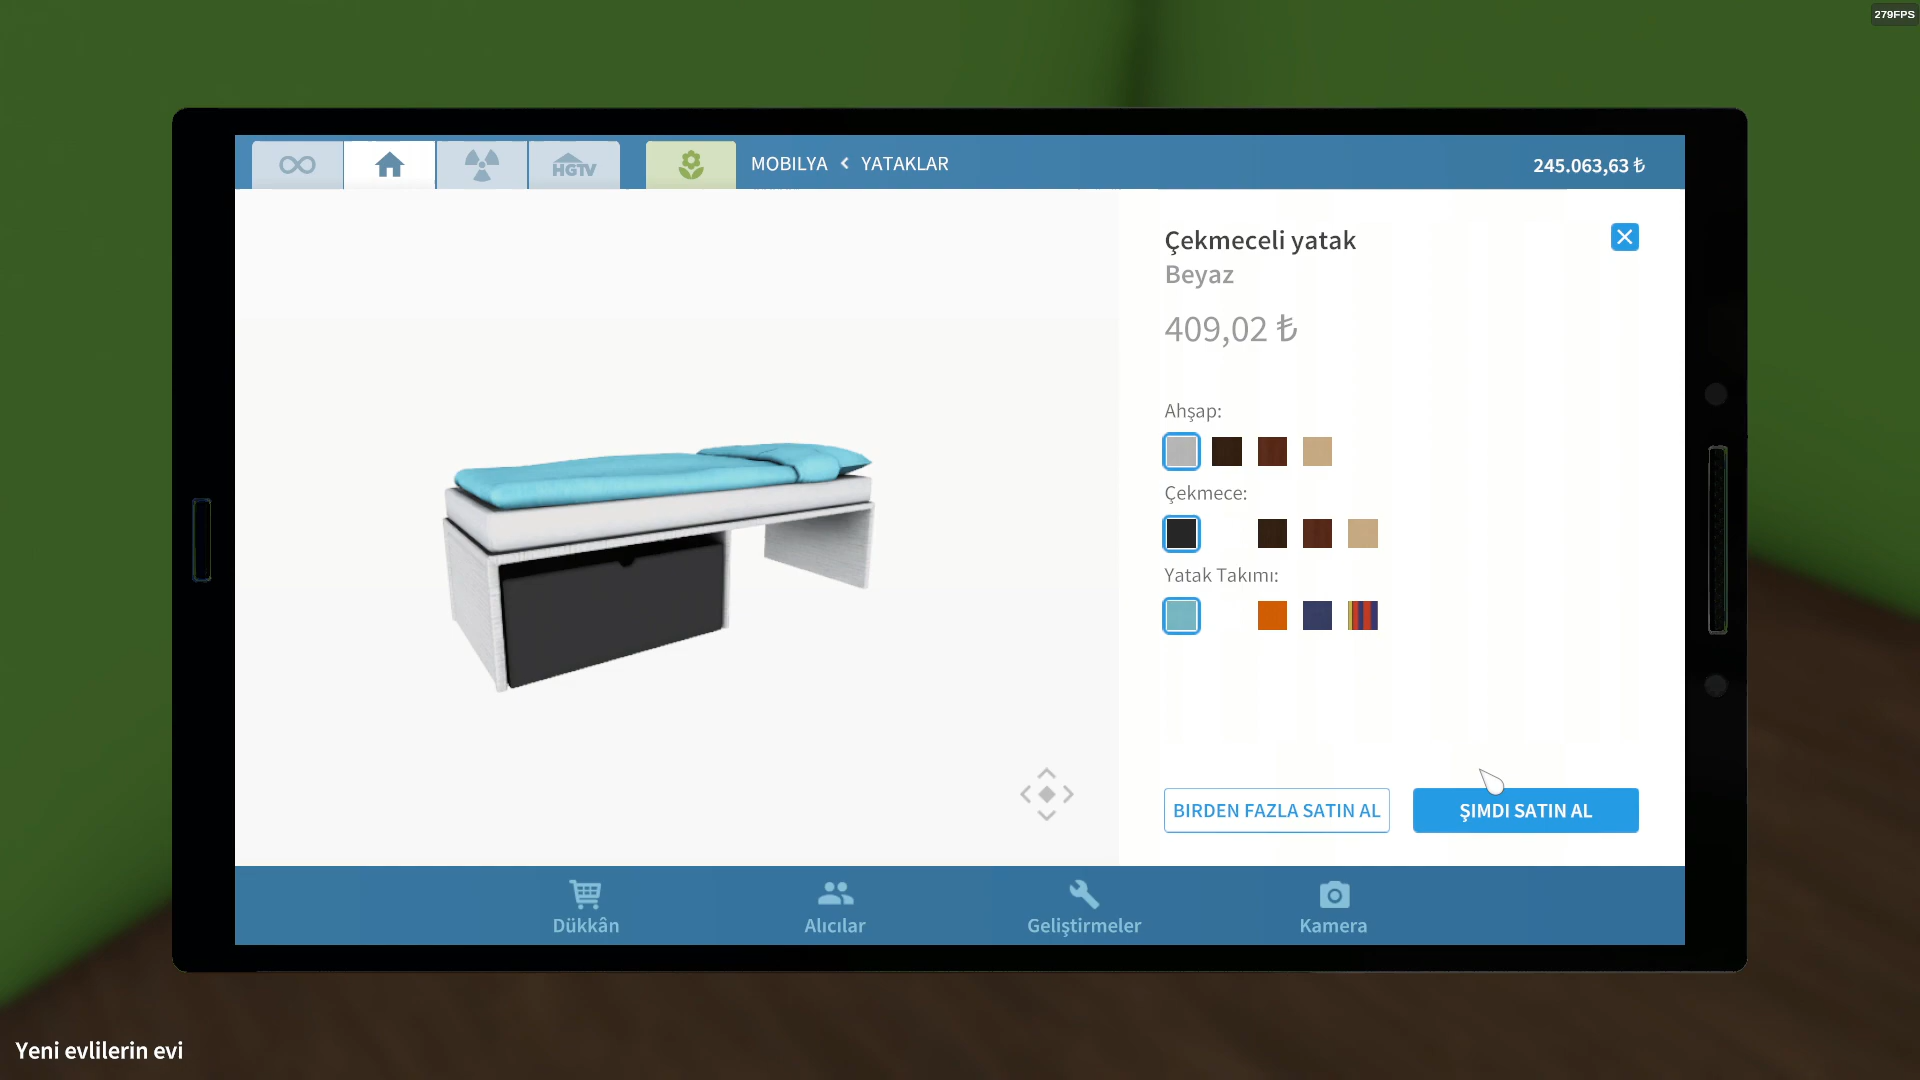 279FPS
HGTV
MOBILYA < YATAKLAR
245.063,63 ₺
Çekmeceli yatak
Beyaz
409,02 ₺
Ahşap:
Çekmece:
Yatak Takımı:
BIRDEN FAZLA SATIN AL
ŞIMDI SATIN AL
Dükkân
Alıcılar
Geliştirmeler
Kamera
Yeni evlilerin evi